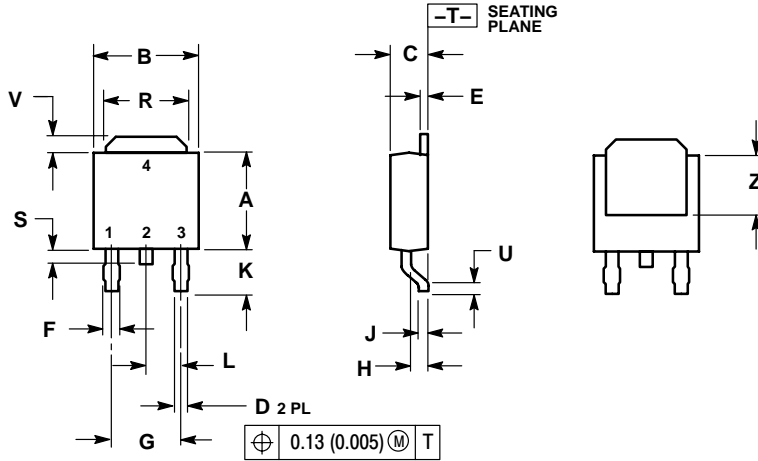 –T– SEATING
PLANE
B
C
V
R
E
4
Z
A
S
1 2 3
U
K
F
J
L
H
D 2 PL
G
⌖ 0.13 (0.005) Ⓜ T